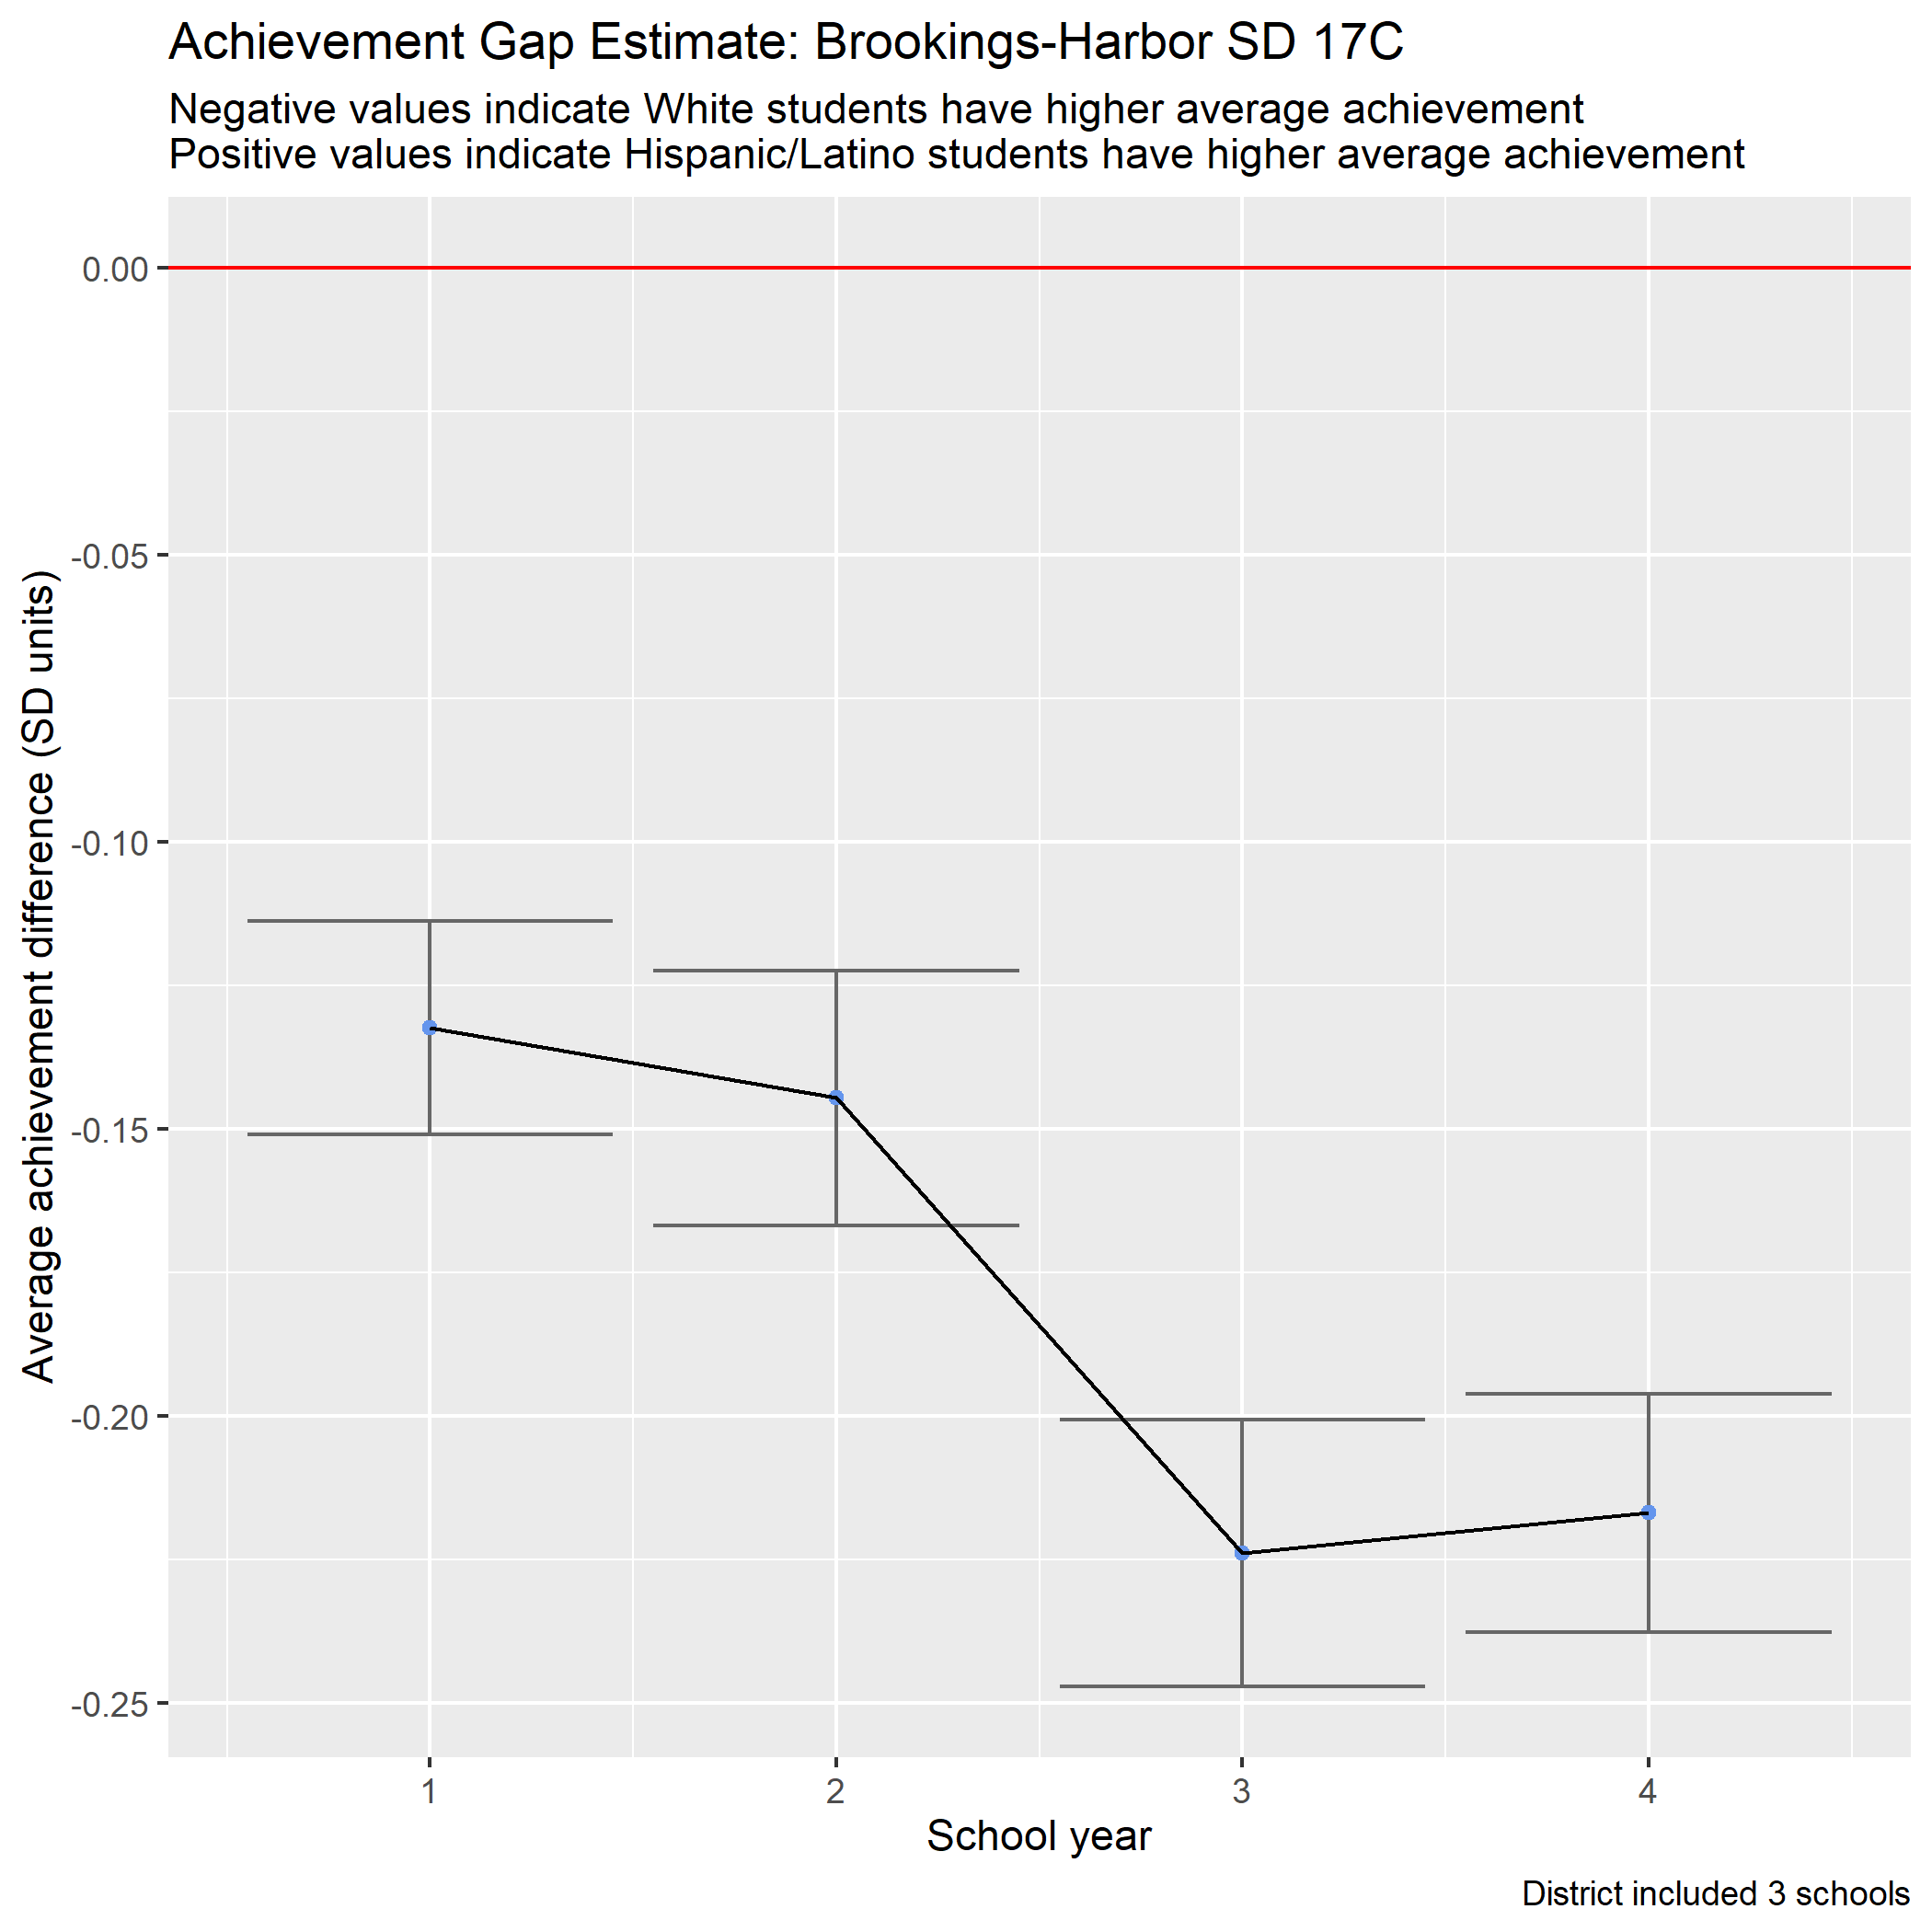 Achievement Gap Estimate: Brookings-Harbor SD 17C
Negative values indicate White students have higher average achievement
Positive values indicate Hispanic/Latino students have higher average achievement
Average achievement difference (SD units)
0.00
-0.05
-0.10
-0.15
-0.20
-0.25
1 2 3 4
School year
District included 3 schools